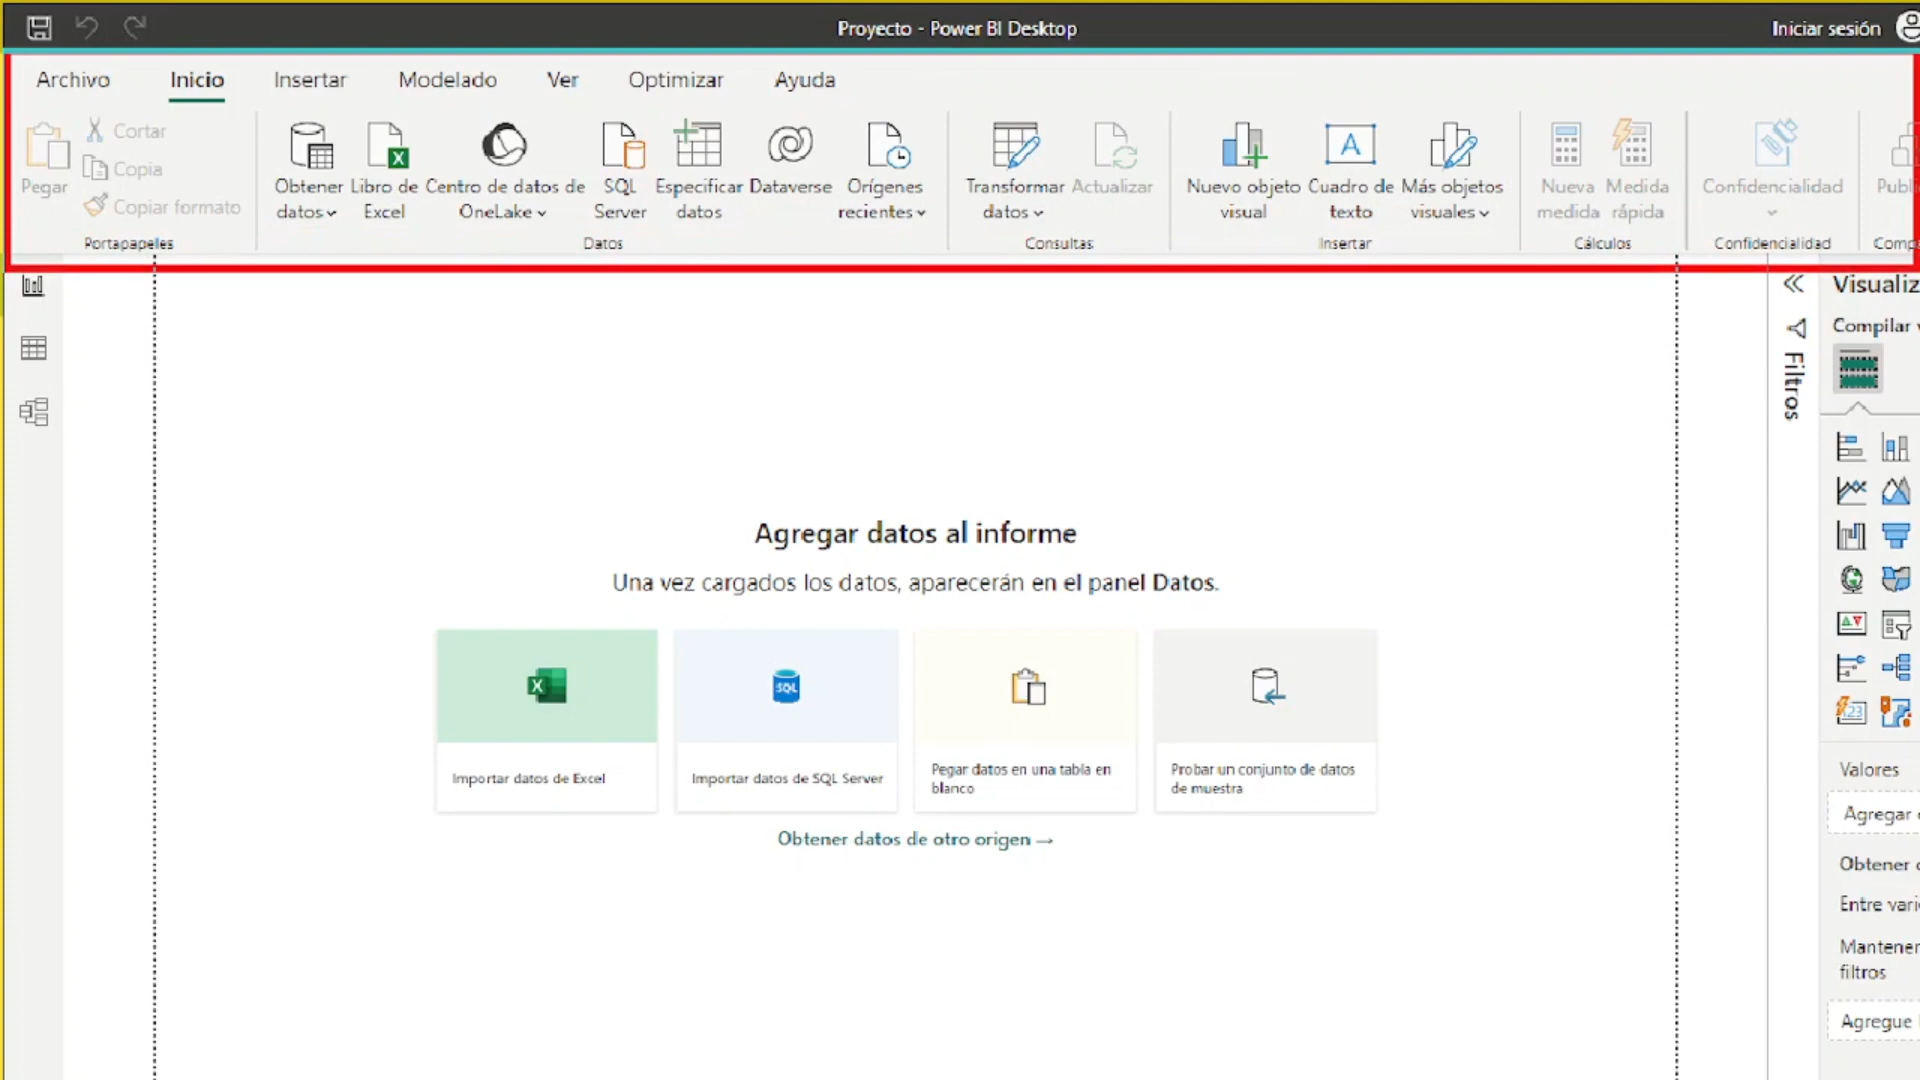 Proyecto - Power BI Desktop
Iniciar sesión
Archivo
Inicio
Insertar
Modelado
Ver
Optimizar
Ayuda
Pegar
Cortar
Copia
Copiar formato
Portapapeles
Obtener
datos
Libro de
Excel
Centro de datos de
OneLake
SQL
Server
Especificar
datos
Dataverse
Orígenes
recientes
Datos
Transformar
datos
Actualizar
Consultas
Nuevo objeto
visual
Cuadro de
texto
Más objetos
visuales
Insertar
Nueva
medida
Medida
rápida
Cálculos
Confidencialidad
Confidencialidad
Publ
Comp
Visualiz
Compilar v
Filtros
Agregar datos al informe
Una vez cargados los datos, aparecerán en el panel Datos.
X
Importar datos de Excel
SQL
Importar datos de SQL Server
Pegar datos en una tabla en
blanco
Probar un conjunto de datos
de muestra
Obtener datos de otro origen →
123
Valores
Agregar
Obtener
Entre vari
Mantener
filtros
Agregue